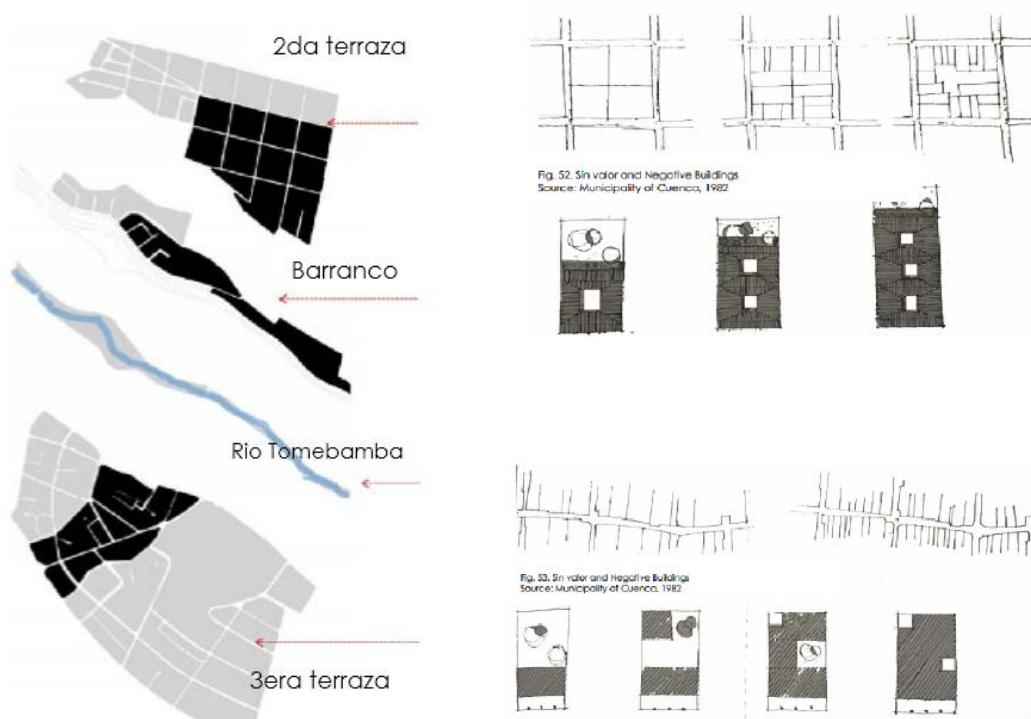 2da terraza
Barranco
Rio Tomebamba
3era terraza
Fig. 52. Sin valor and Negative Buildings
Source: Municipality of Cuenca, 1982
Fig. 53. Sin valor and Negative Buildings
Source: Municipality of Cuenca, 1982